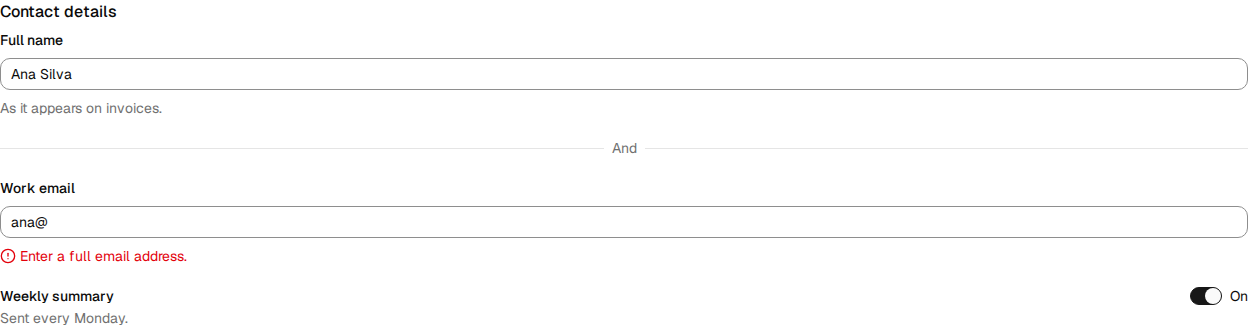 Contact details
Full name
Ana Silva
As it appears on invoices.
And
Work email
ana@
Enter a full email address.
Weekly summary
On
Sent every Monday.